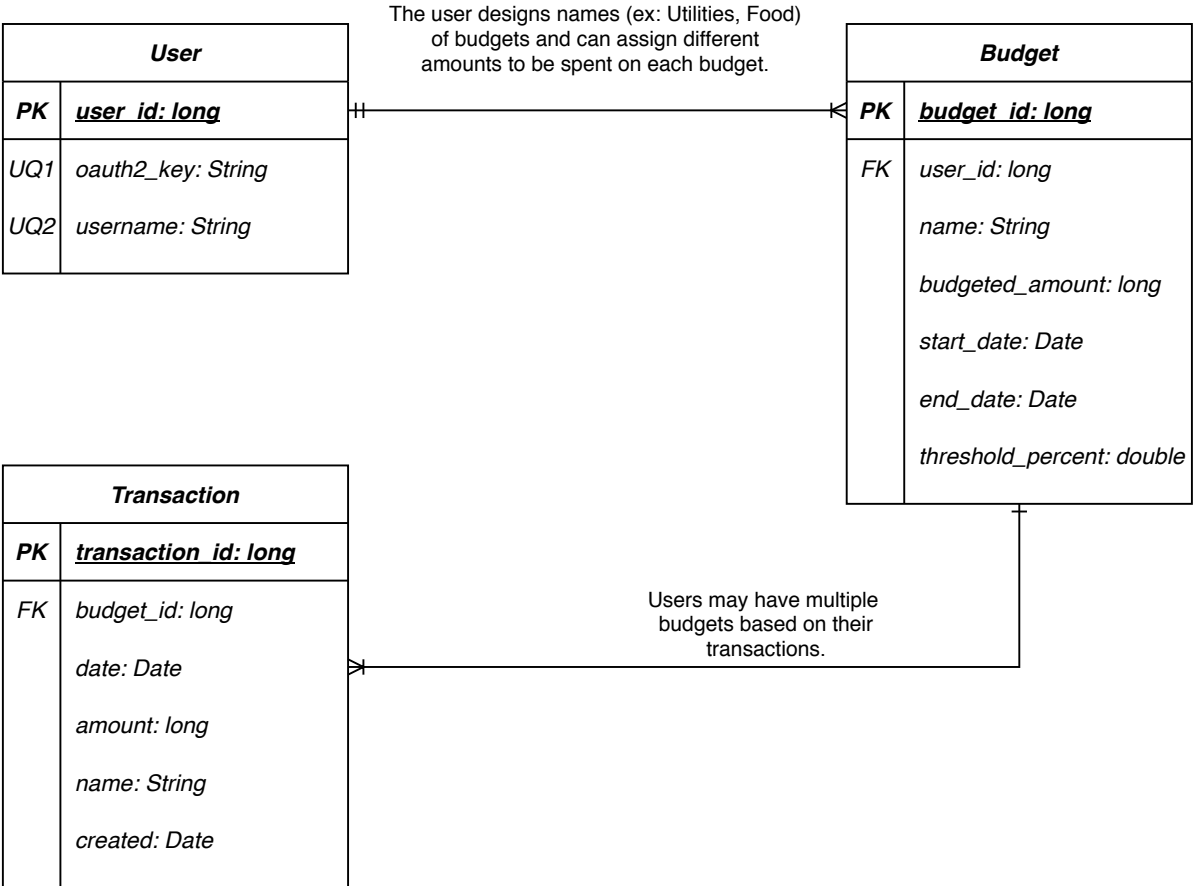 The user designs names (ex: Utilities, Food)
of budgets and can assign different
amounts to be spent on each budget.
User
PK user_id: long
UQ1 oauth2_key: String
UQ2 username: String
Budget
PK budget_id: long
FK user_id: long
name: String
budgeted_amount: long
start_date: Date
end_date: Date
threshold_percent: double
Transaction
PK transaction_id: long
FK budget_id: long
date: Date
amount: long
name: String
created: Date
Users may have multiple
budgets based on their
transactions.